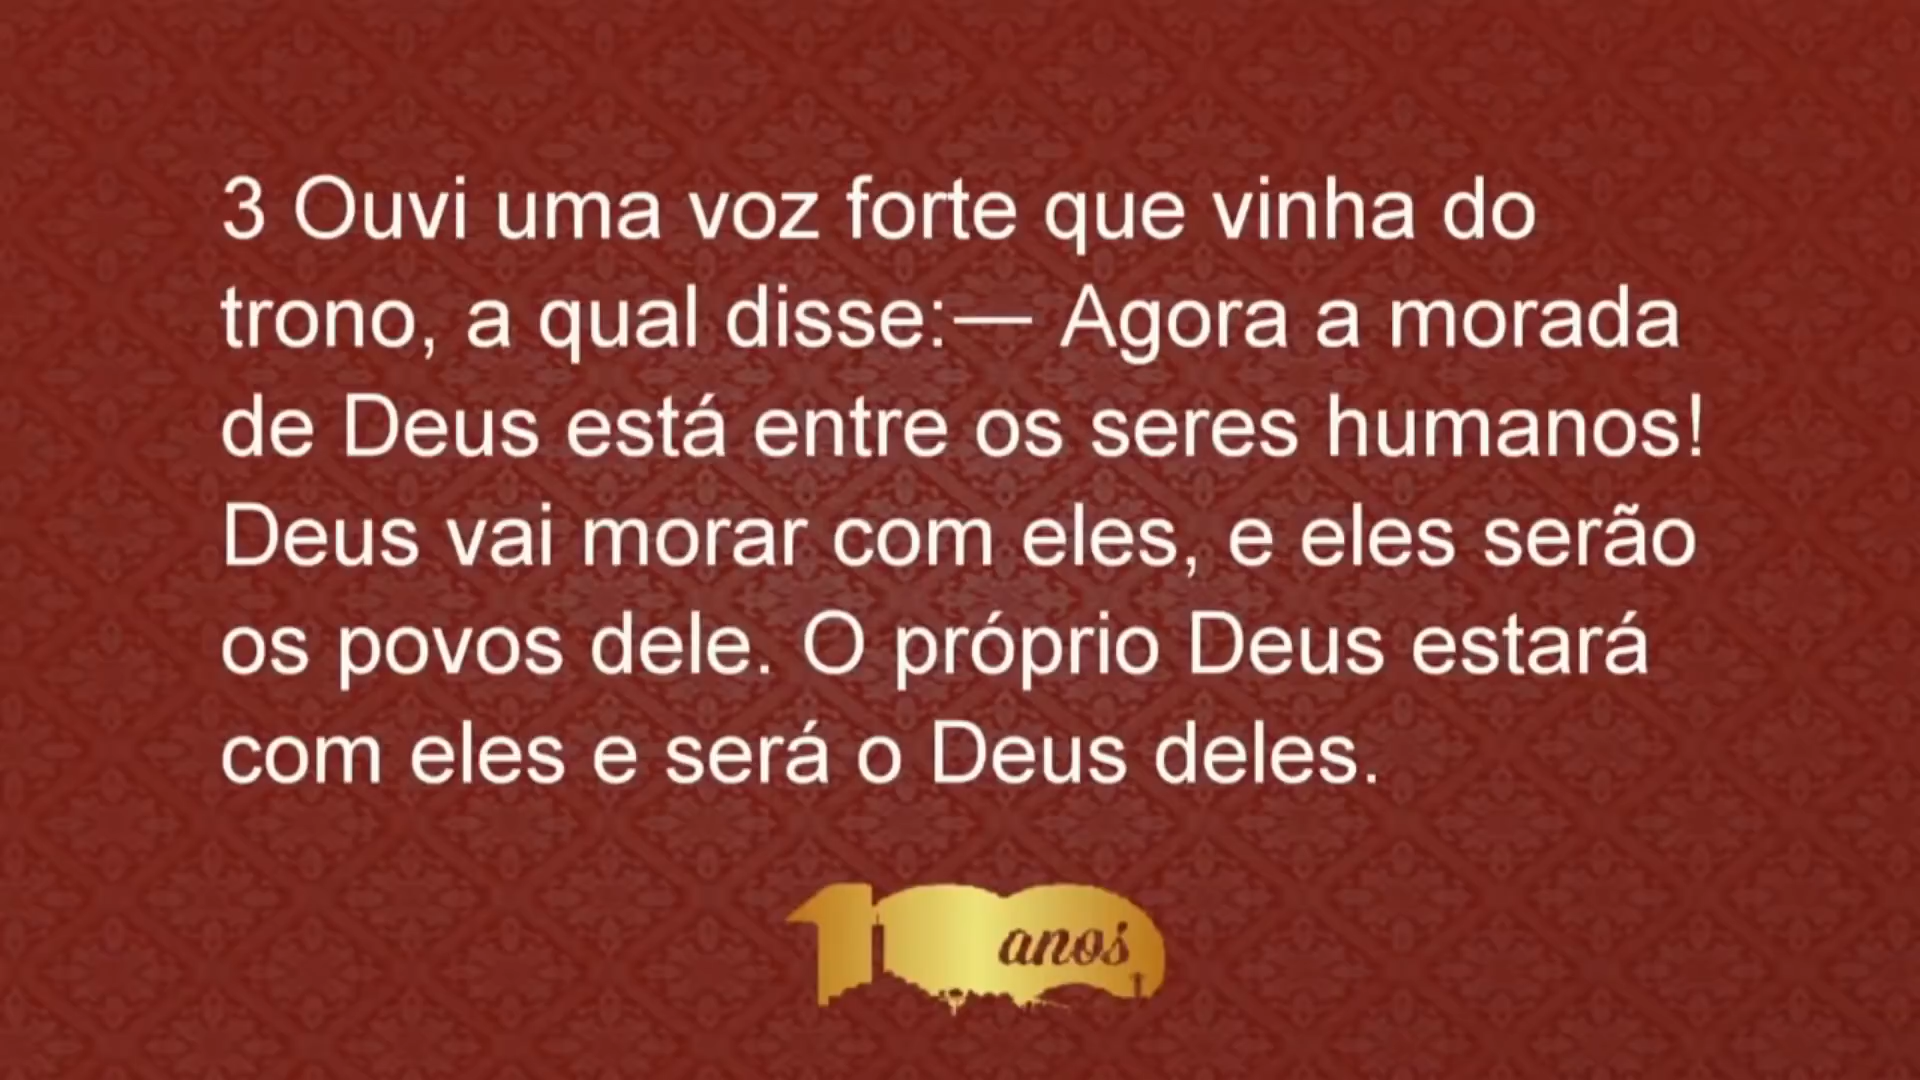 3 Ouvi uma voz forte que vinha do
trono, a qual disse:— Agora a morada
de Deus está entre os seres humanos!
Deus vai morar com eles, e eles serão
os povos dele. O próprio Deus estará
com eles e será o Deus deles.
100 anos